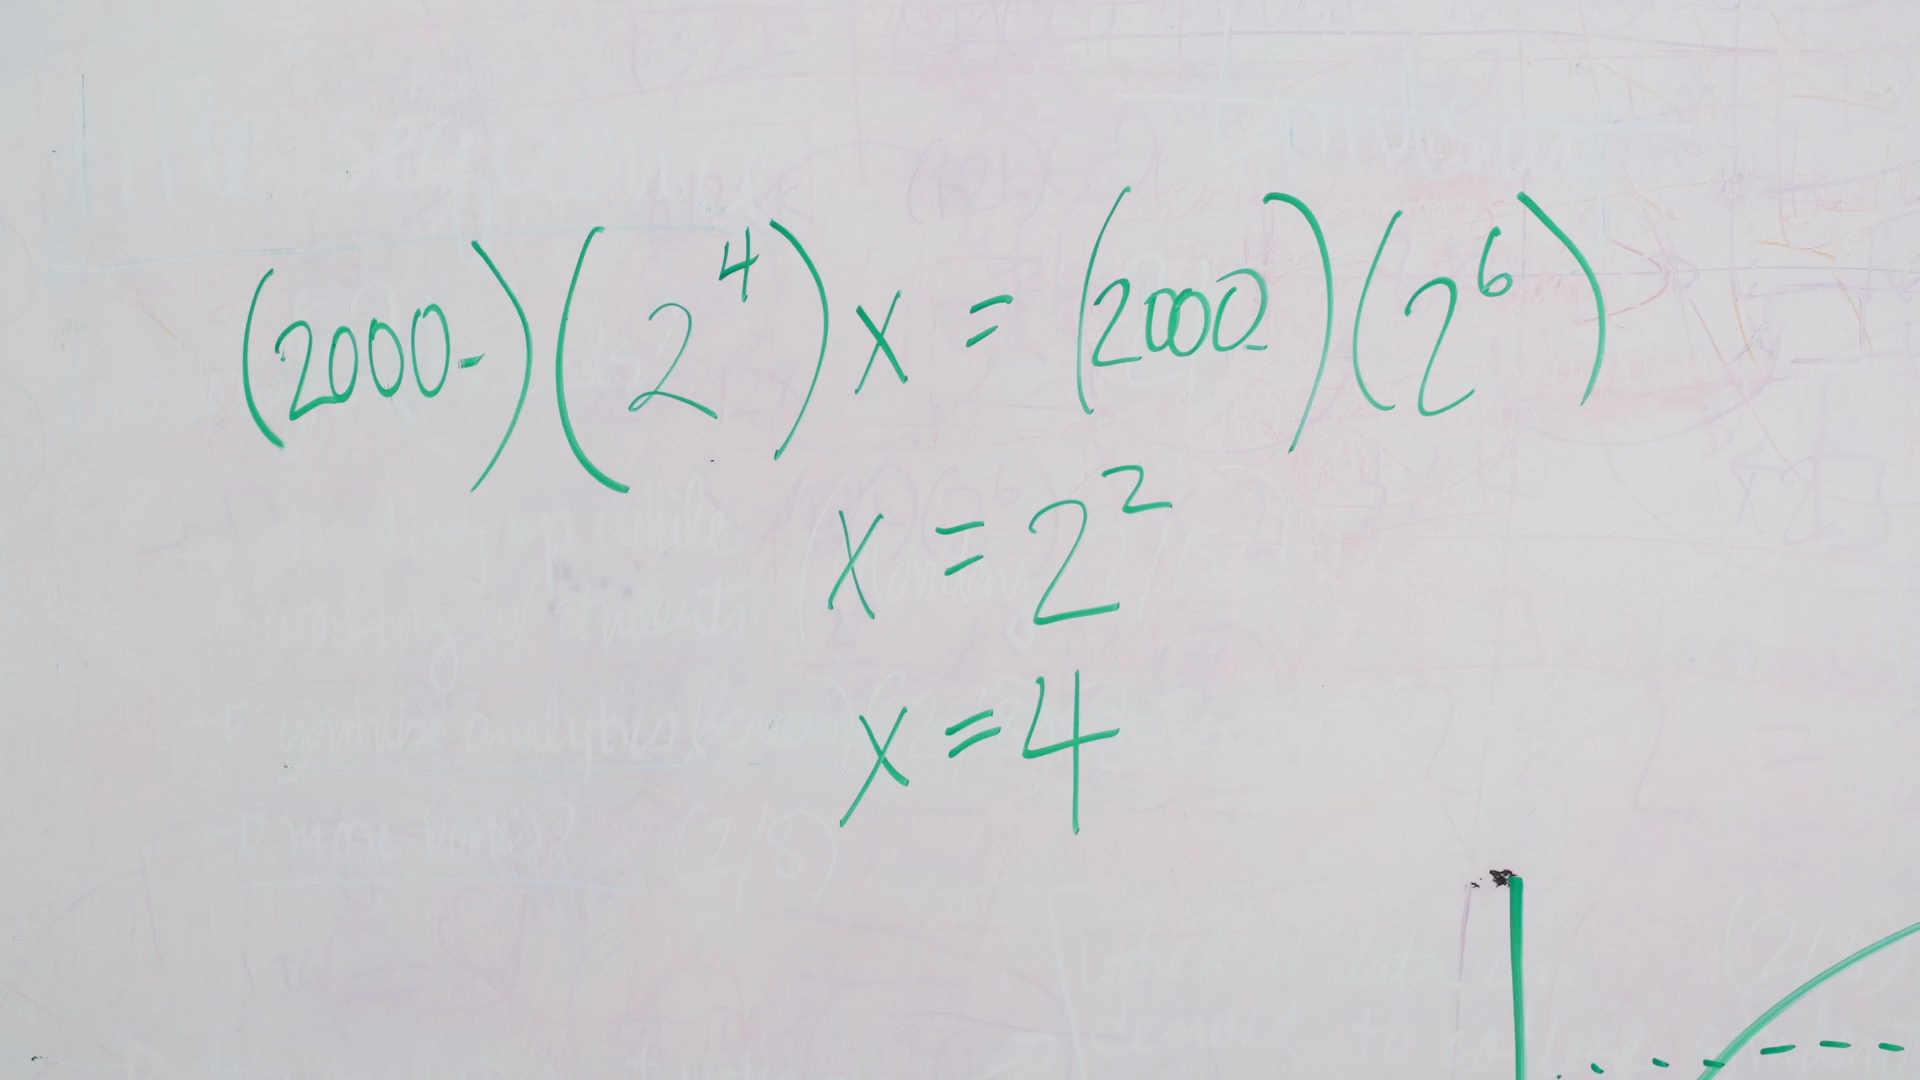 (2000-)(2⁴)x = (2000-)(2⁶)
x = 2²
x = 4